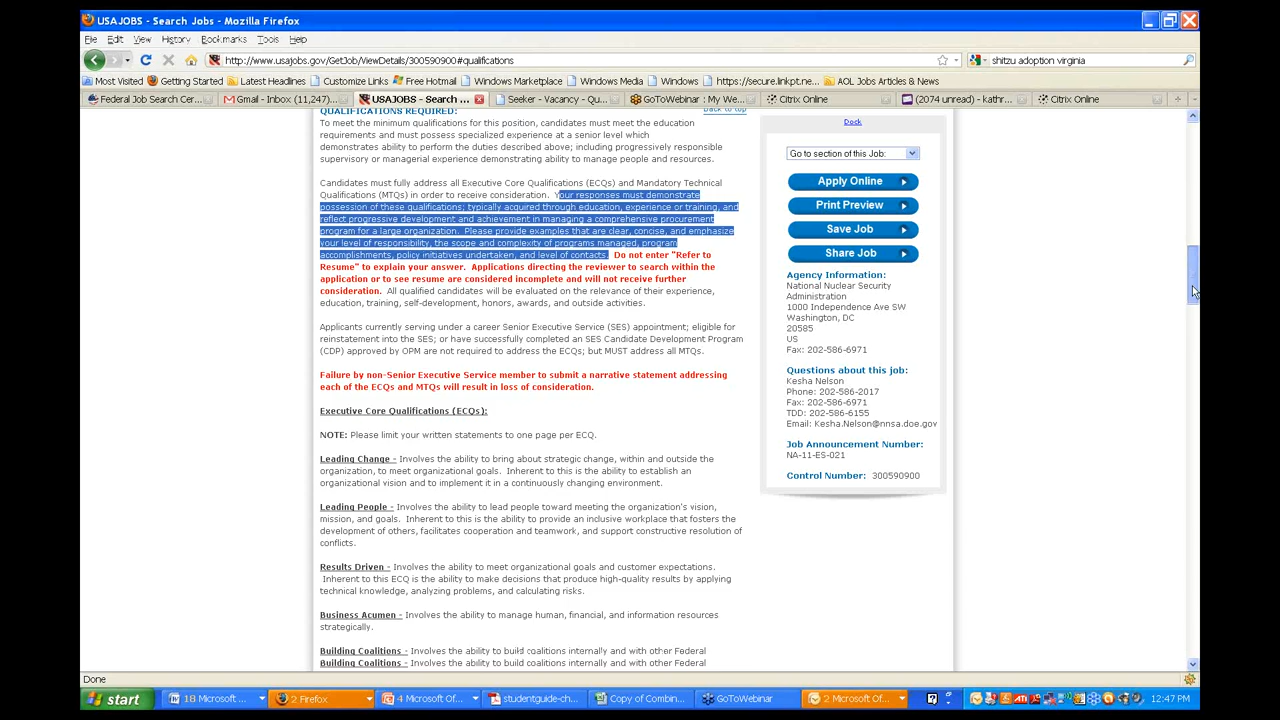 USAJOBS - Search Jobs - Mozilla Firefox
File Edit View History Bookmarks Tools Help
http://www.usajobs.gov/GetJob/ViewDetails/300590900#qualifications
shitzu adoption virginia
Most Visited Getting Started Latest Headlines Customize Links Free Hotmail Windows Marketplace Windows Media Windows https://secure.linkpt.ne... AOL Jobs Articles & News
Federal Job Search Cer... Gmail - Inbox (11,247)... USAJOBS - Search ... Seeker - Vacancy - Qu... GoToWebinar : My We... Citrix Online (2074 unread) - kathr... Citrix Online
QUALIFICATIONS REQUIRED:
Back to top
To meet the minimum qualifications for this position, candidates must meet the education
requirements and must possess specialized experience at a senior level which
demonstrates ability to perform the duties described above; including progressively responsible
supervisory or managerial experience demonstrating ability to manage people and resources.
Candidates must fully address all Executive Core Qualifications (ECQs) and Mandatory Technical
Qualifications (MTQs) in order to receive consideration. Your responses must demonstrate
possession of these qualifications; typically acquired through education, experience or training, and
reflect progressive development and achievement in managing a comprehensive procurement
program for a large organization. Please provide examples that are clear, concise, and emphasize
your level of responsibility, the scope and complexity of programs managed, program
accomplishments, policy initiatives undertaken, and level of contacts. Do not enter "Refer to
Resume" to explain your answer. Applications directing the reviewer to search within the
application or to see resume are considered incomplete and will not receive further
consideration. All qualified candidates will be evaluated on the relevance of their experience,
education, training, self-development, honors, awards, and outside activities.
Applicants currently serving under a career Senior Executive Service (SES) appointment; eligible for
reinstatement into the SES; or have successfully completed an SES Candidate Development Program
(CDP) approved by OPM are not required to address the ECQs; but MUST address all MTQs.
Failure by non-Senior Executive Service member to submit a narrative statement addressing
each of the ECQs and MTQs will result in loss of consideration.
Executive Core Qualifications (ECQs):
NOTE: Please limit your written statements to one page per ECQ.
Leading Change - Involves the ability to bring about strategic change, within and outside the
organization, to meet organizational goals. Inherent to this is the ability to establish an
organizational vision and to implement it in a continuously changing environment.
Leading People - Involves the ability to lead people toward meeting the organization's vision,
mission, and goals. Inherent to this is the ability to provide an inclusive workplace that fosters the
development of others, facilitates cooperation and teamwork, and support constructive resolution of
conflicts.
Results Driven - Involves the ability to meet organizational goals and customer expectations.
Inherent to this ECQ is the ability to make decisions that produce high-quality results by applying
technical knowledge, analyzing problems, and calculating risks.
Business Acumen - Involves the ability to manage human, financial, and information resources
strategically.
Building Coalitions - Involves the ability to build coalitions internally and with other Federal
Building Coalitions - Involves the ability to build coalitions internally and with other Federal
Dock
Go to section of this Job:
Apply Online
Print Preview
Save Job
Share Job
Agency Information:
National Nuclear Security
Administration
1000 Independence Ave SW
Washington, DC
20585
US
Fax: 202-586-6971
Questions about this job:
Kesha Nelson
Phone: 202-586-2017
Fax: 202-586-6971
TDD: 202-586-6155
Email: Kesha.Nelson@nnsa.doe.gov
Job Announcement Number:
NA-11-ES-021
Control Number: 300590900
Done
start 18 Microsoft ... 2 Firefox 4 Microsoft Of... studentguide-ch... Copy of Combin... GoToWebinar 2 Microsoft Of... 12:47 PM